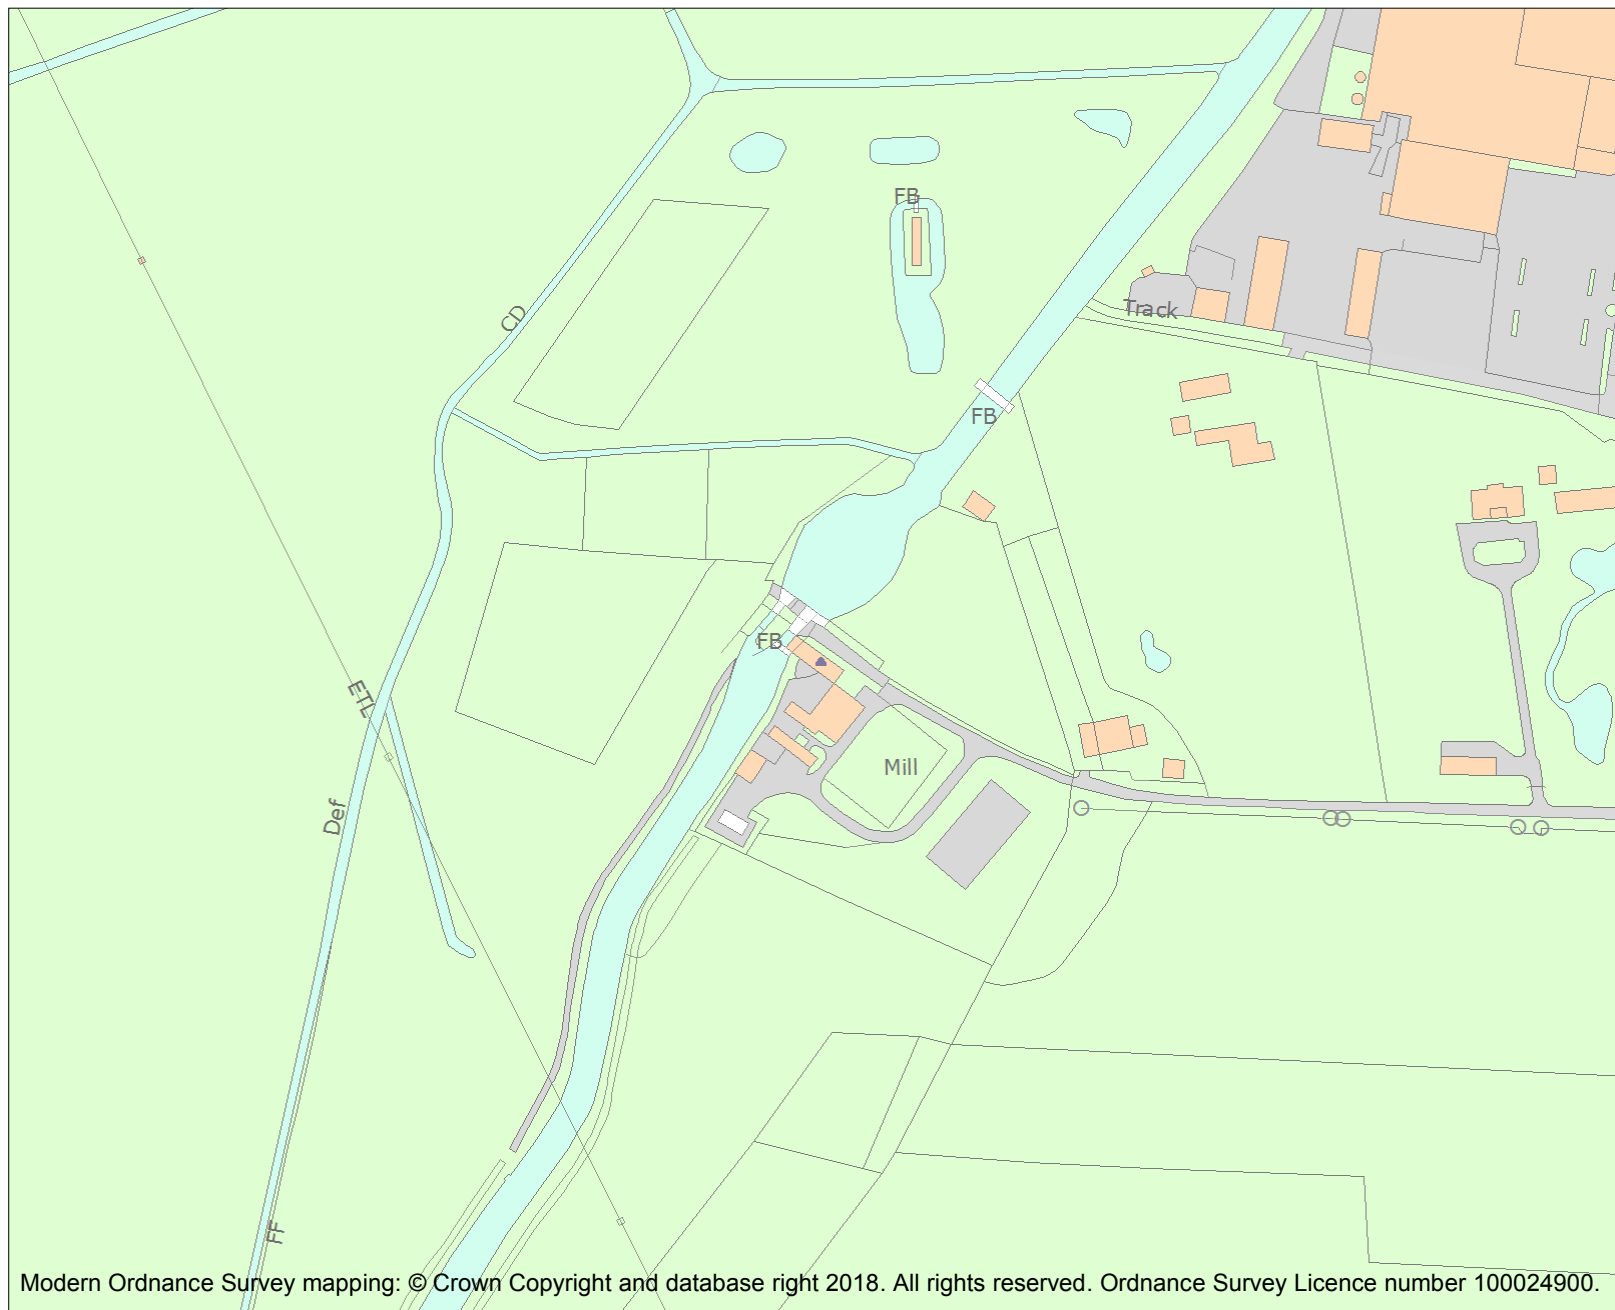 FB
Track
CD
FB
FB
ETL
Mill
Def
FF
Modern Ordnance Survey mapping: © Crown Copyright and database right 2018. All rights reserved. Ordnance Survey Licence number 100024900.